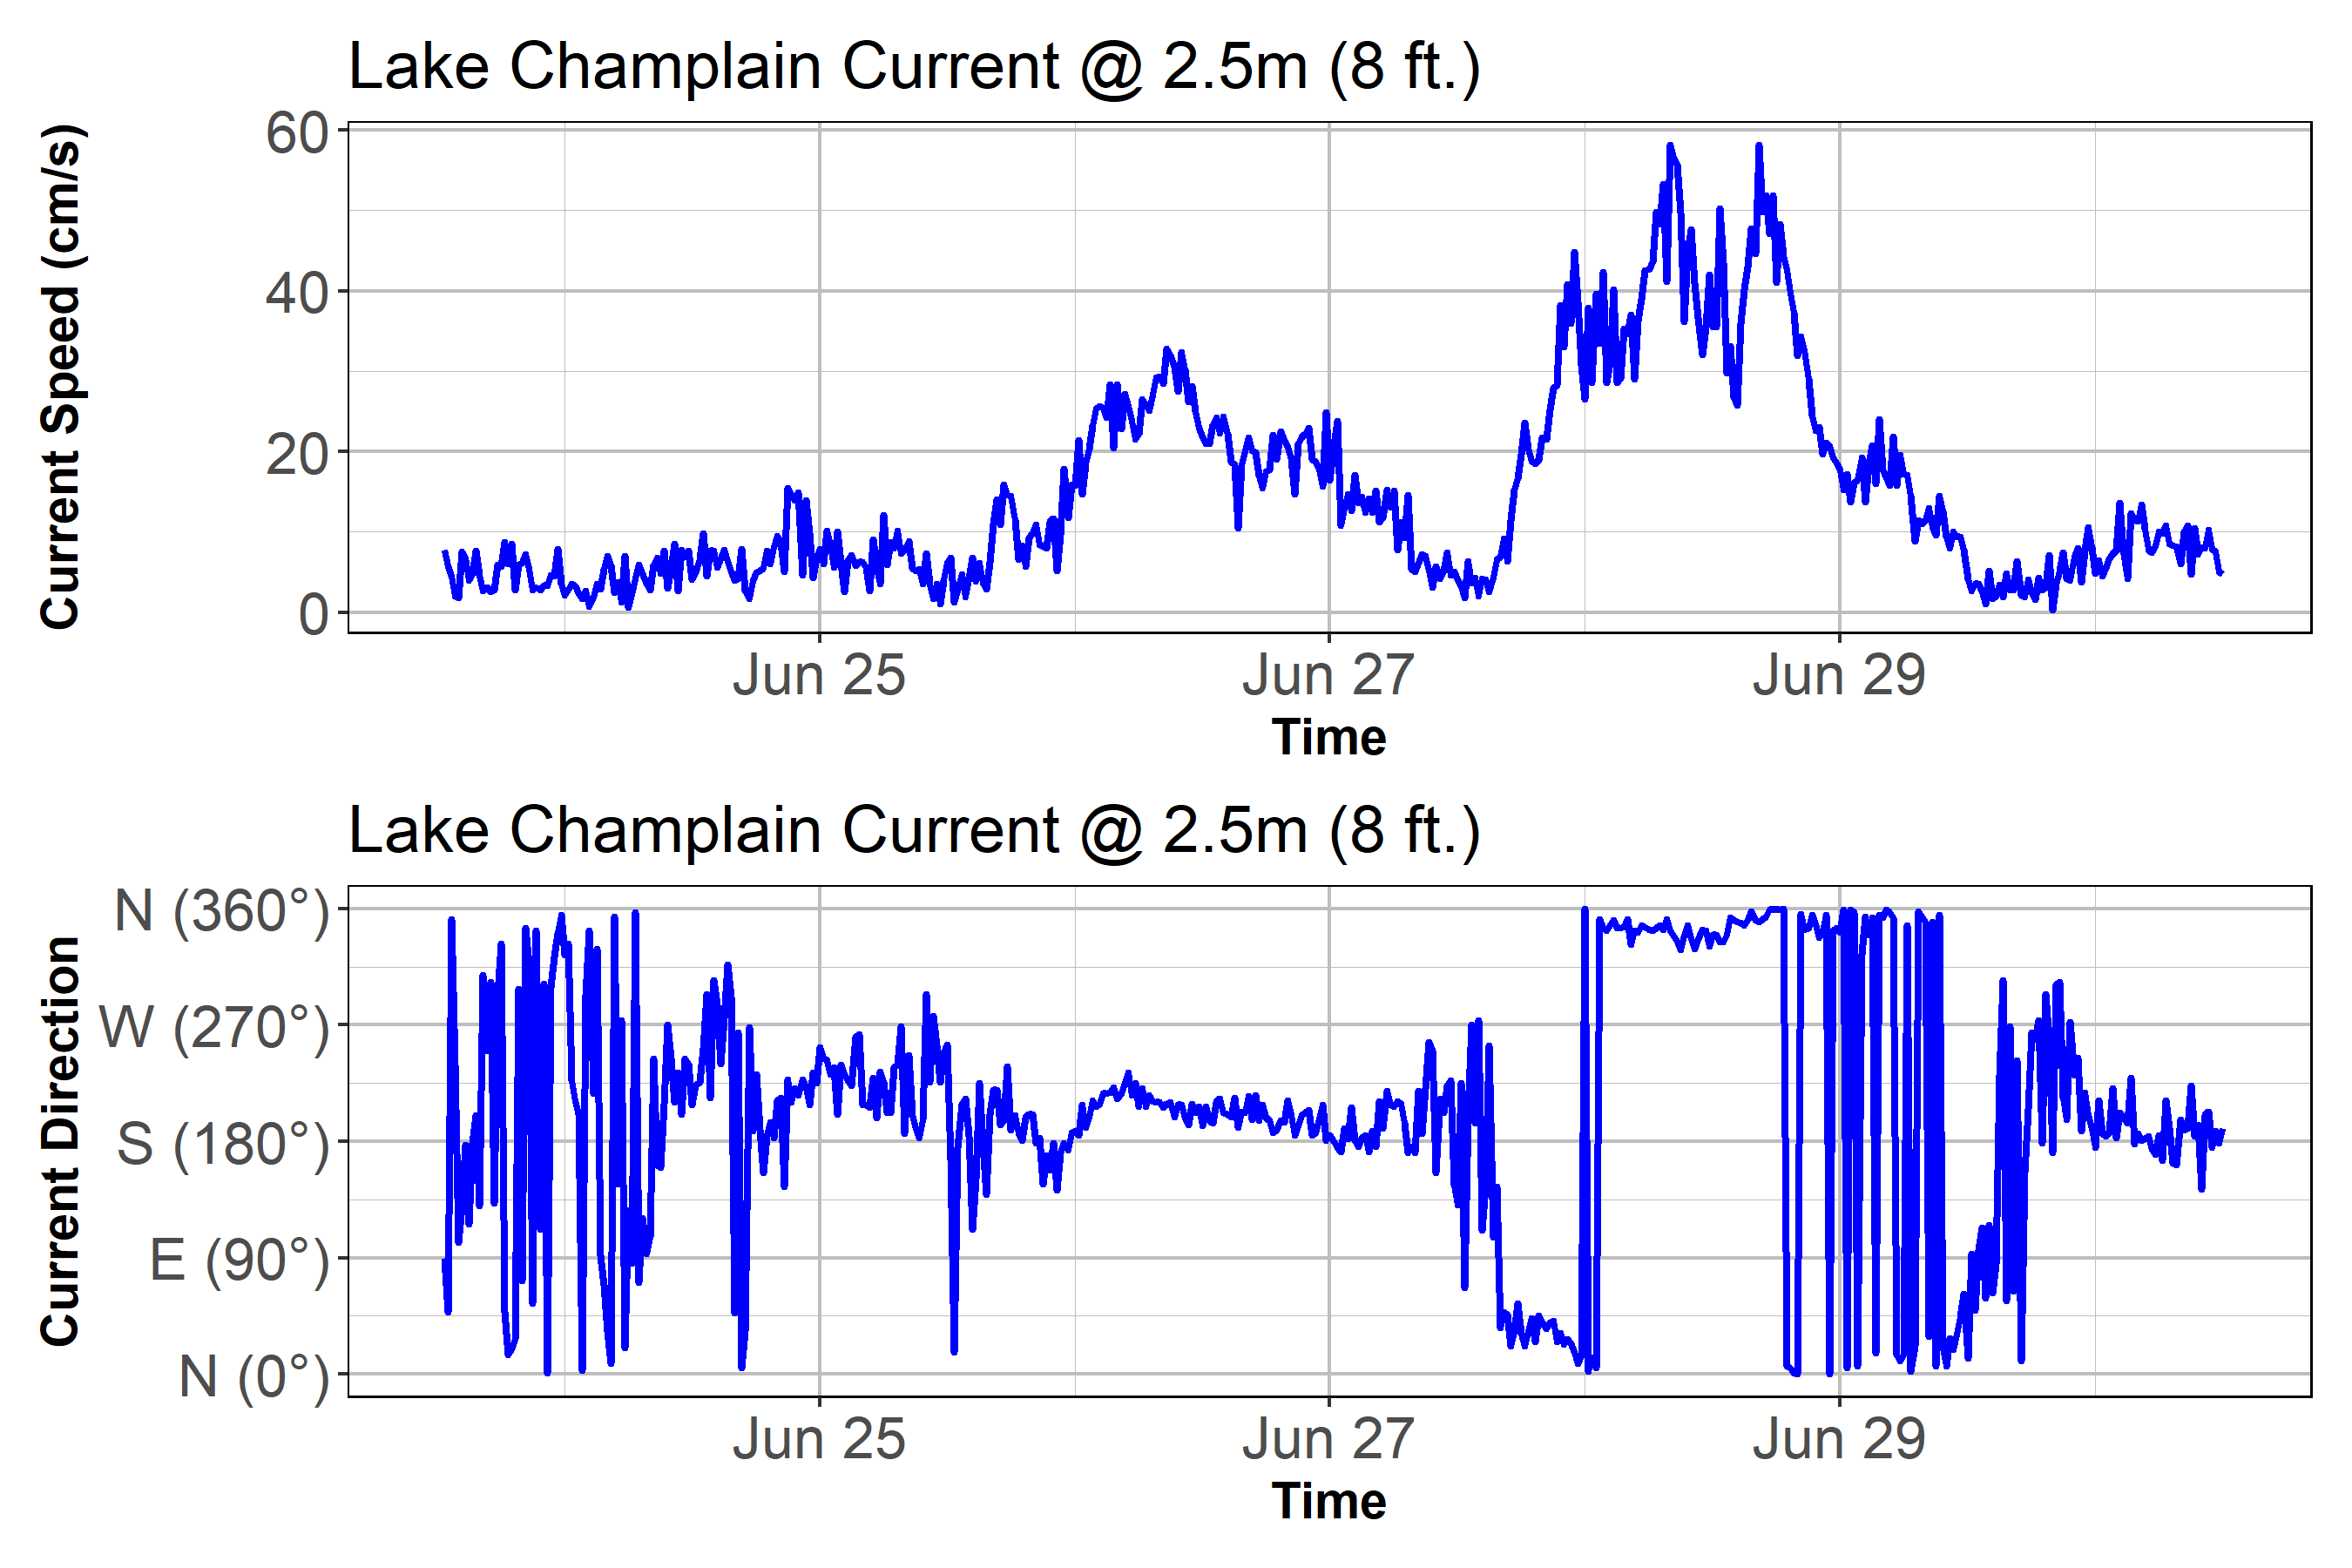 Lake Champlain Current @ 2.5m (8 ft.)
Current Speed (cm/s)
60
40
20
0
Jun 25 Jun 27 Jun 29
Time
Lake Champlain Current @ 2.5m (8 ft.)
Current Direction
N (360°)
W (270°)
S (180°)
E (90°)
N (0°)
Jun 25 Jun 27 Jun 29
Time